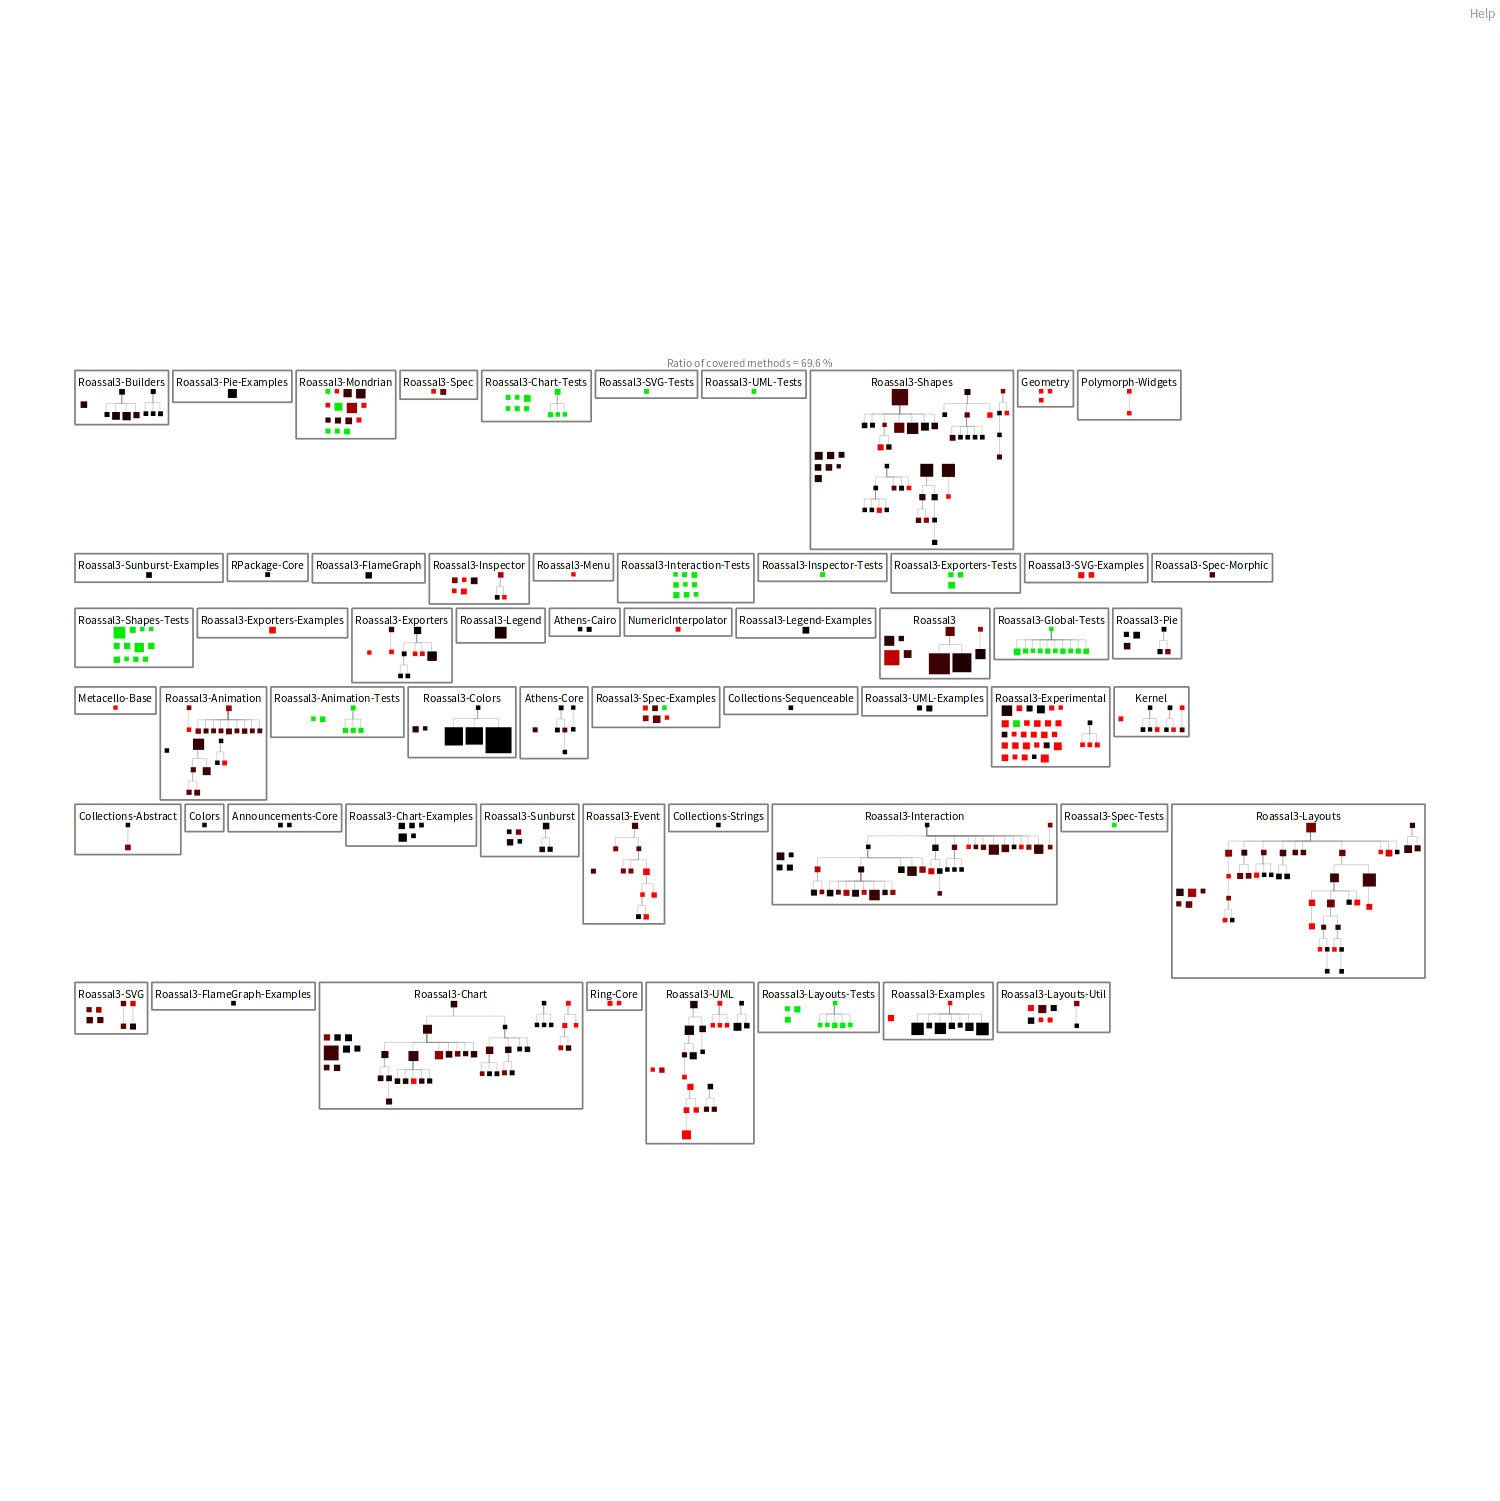 Help
Ratio of covered methods = 69.6 %
Roassal3-Builders
Roassal3-Pie-Examples
Roassal3-Mondrian
Roassal3-Spec
Roassal3-Chart-Tests
Roassal3-SVG-Tests
Roassal3-UML-Tests
Roassal3-Shapes
Geometry
Polymorph-Widgets
Roassal3-Sunburst-Examples
RPackage-Core
Roassal3-FlameGraph
Roassal3-Inspector
Roassal3-Menu
Roassal3-Interaction-Tests
Roassal3-Inspector-Tests
Roassal3-Exporters-Tests
Roassal3-SVG-Examples
Roassal3-Spec-Morphic
Roassal3-Shapes-Tests
Roassal3-Exporters-Examples
Roassal3-Exporters
Roassal3-Legend
Athens-Cairo
NumericInterpolator
Roassal3-Legend-Examples
Roassal3
Roassal3-Global-Tests
Roassal3-Pie
Metacello-Base
Roassal3-Animation
Roassal3-Animation-Tests
Roassal3-Colors
Athens-Core
Roassal3-Spec-Examples
Collections-Sequenceable
Roassal3-UML-Examples
Roassal3-Experimental
Kernel
Collections-Abstract
Colors
Announcements-Core
Roassal3-Chart-Examples
Roassal3-Sunburst
Roassal3-Event
Collections-Strings
Roassal3-Interaction
Roassal3-Spec-Tests
Roassal3-Layouts
Roassal3-SVG
Roassal3-FlameGraph-Examples
Roassal3-Chart
Ring-Core
Roassal3-UML
Roassal3-Layouts-Tests
Roassal3-Examples
Roassal3-Layouts-Util